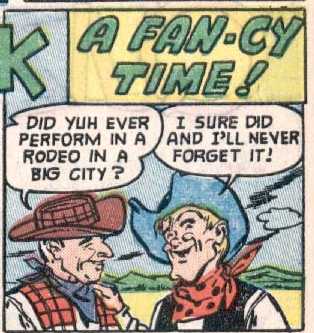 K
A FAN-CY
TIME!
DID YUH EVER
PERFORM IN A
RODEO IN A
BIG CITY?
I SURE DID
AND I'LL NEVER
FORGET IT!